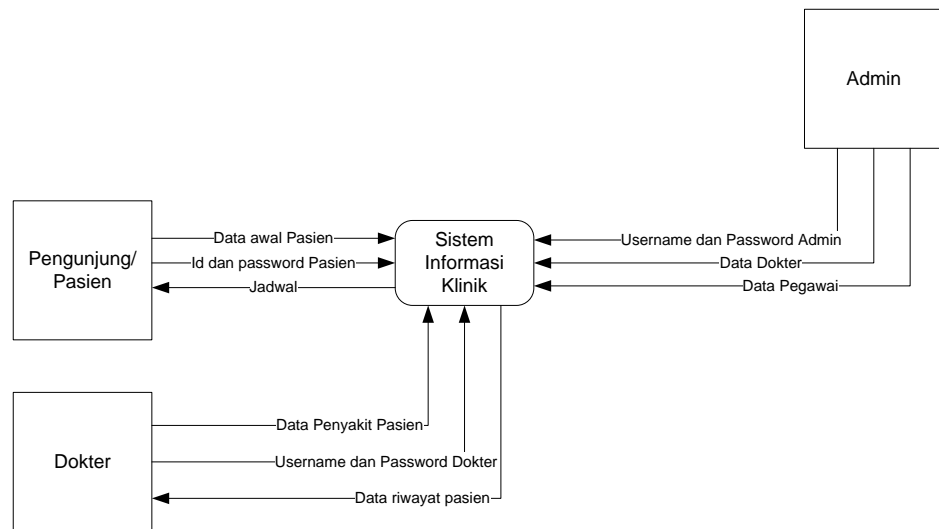 Admin
Pengunjung/
Pasien
Data awal Pasien
Id dan password Pasien
Jadwal
Sistem
Informasi
Klinik
Username dan Password Admin
Data Dokter
Data Pegawai
Dokter
Data Penyakit Pasien
Username dan Password Dokter
Data riwayat pasien